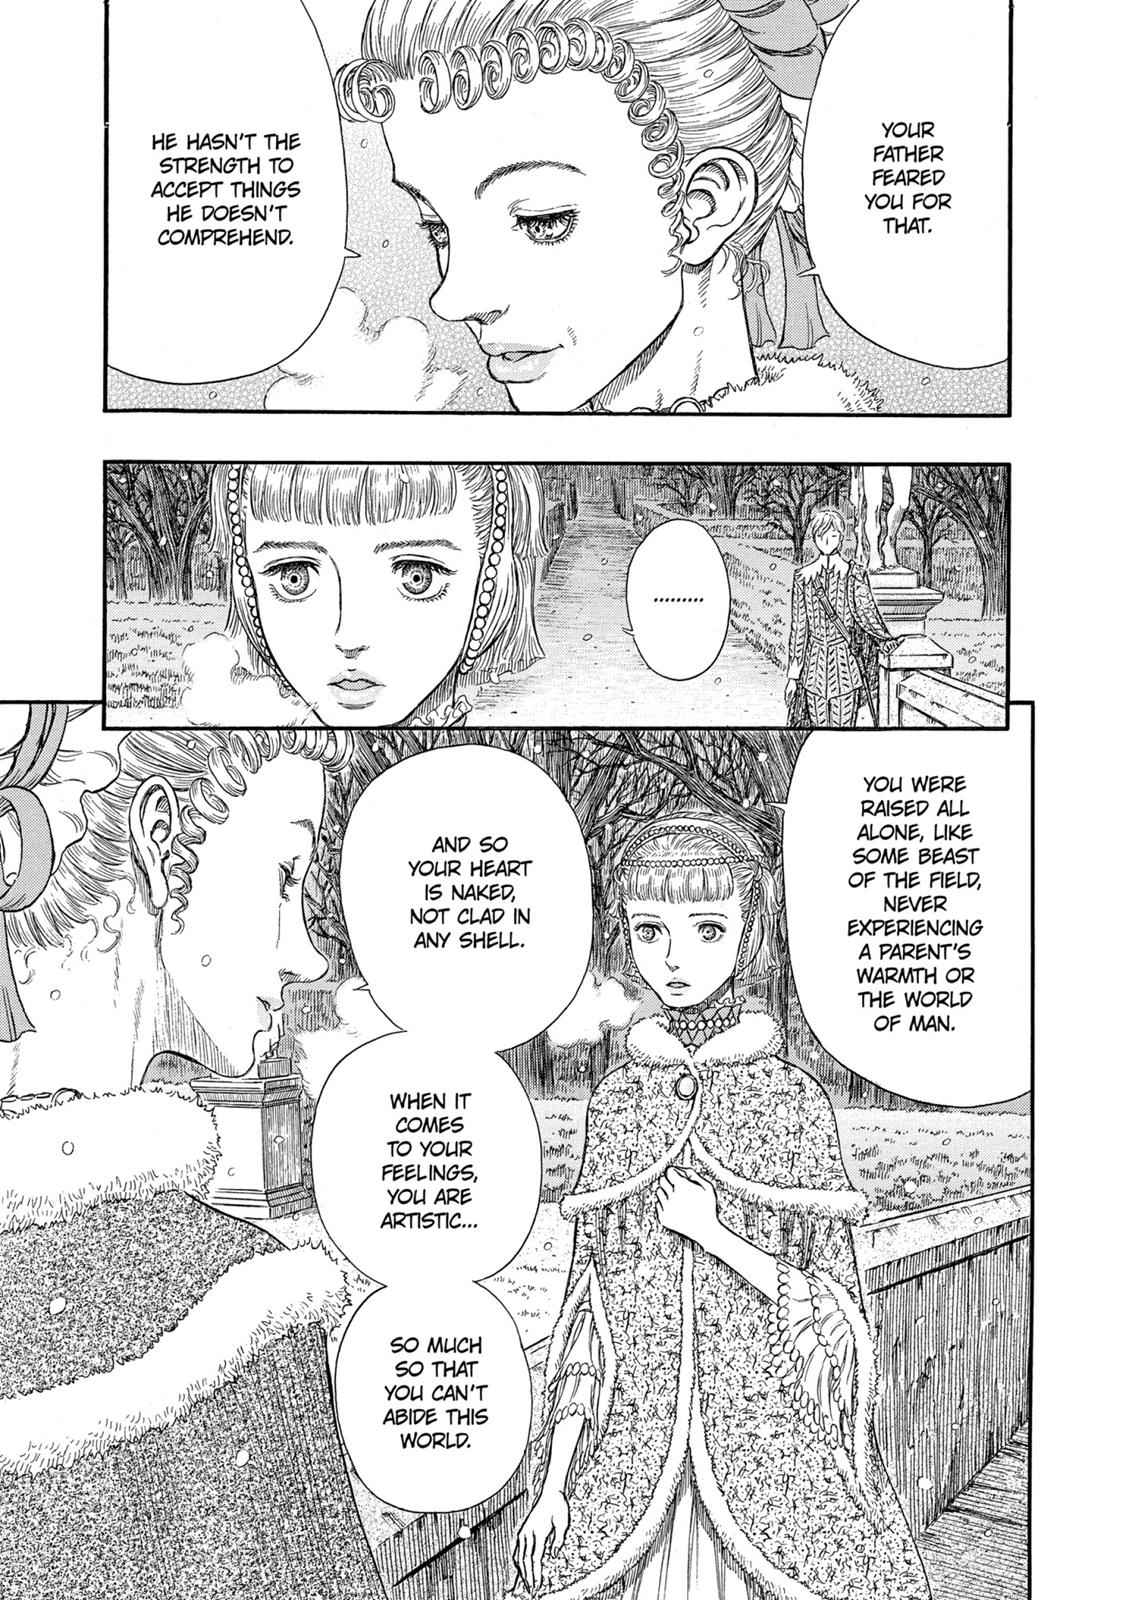 YOUR
FATHER
FEARED
YOU FOR
THAT.
HE HASN'T THE
STRENGTH TO
ACCEPT THINGS
HE DOESN'T
COMPREHEND.
..........
YOU WERE
RAISED ALL
ALONE, LIKE
SOME BEAST
OF THE FIELD,
NEVER
EXPERIENCING
A PARENT'S
WARMTH OR
THE WORLD
OF MAN.
AND SO
YOUR HEART
IS NAKED,
NOT CLAD IN
ANY SHELL.
WHEN IT
COMES
TO YOUR
FEELINGS,
YOU ARE
ARTISTIC...
SO MUCH
SO THAT
YOU CAN'T
ABIDE THIS
WORLD.